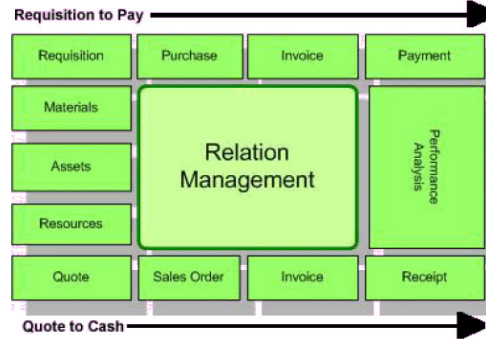 Requisition to Pay
Requisition
Purchase
Invoice
Payment
Materials
Assets
Resources
Relation
Management
Performance
Analysis
Quote
Sales Order
Invoice
Receipt
Quote to Cash